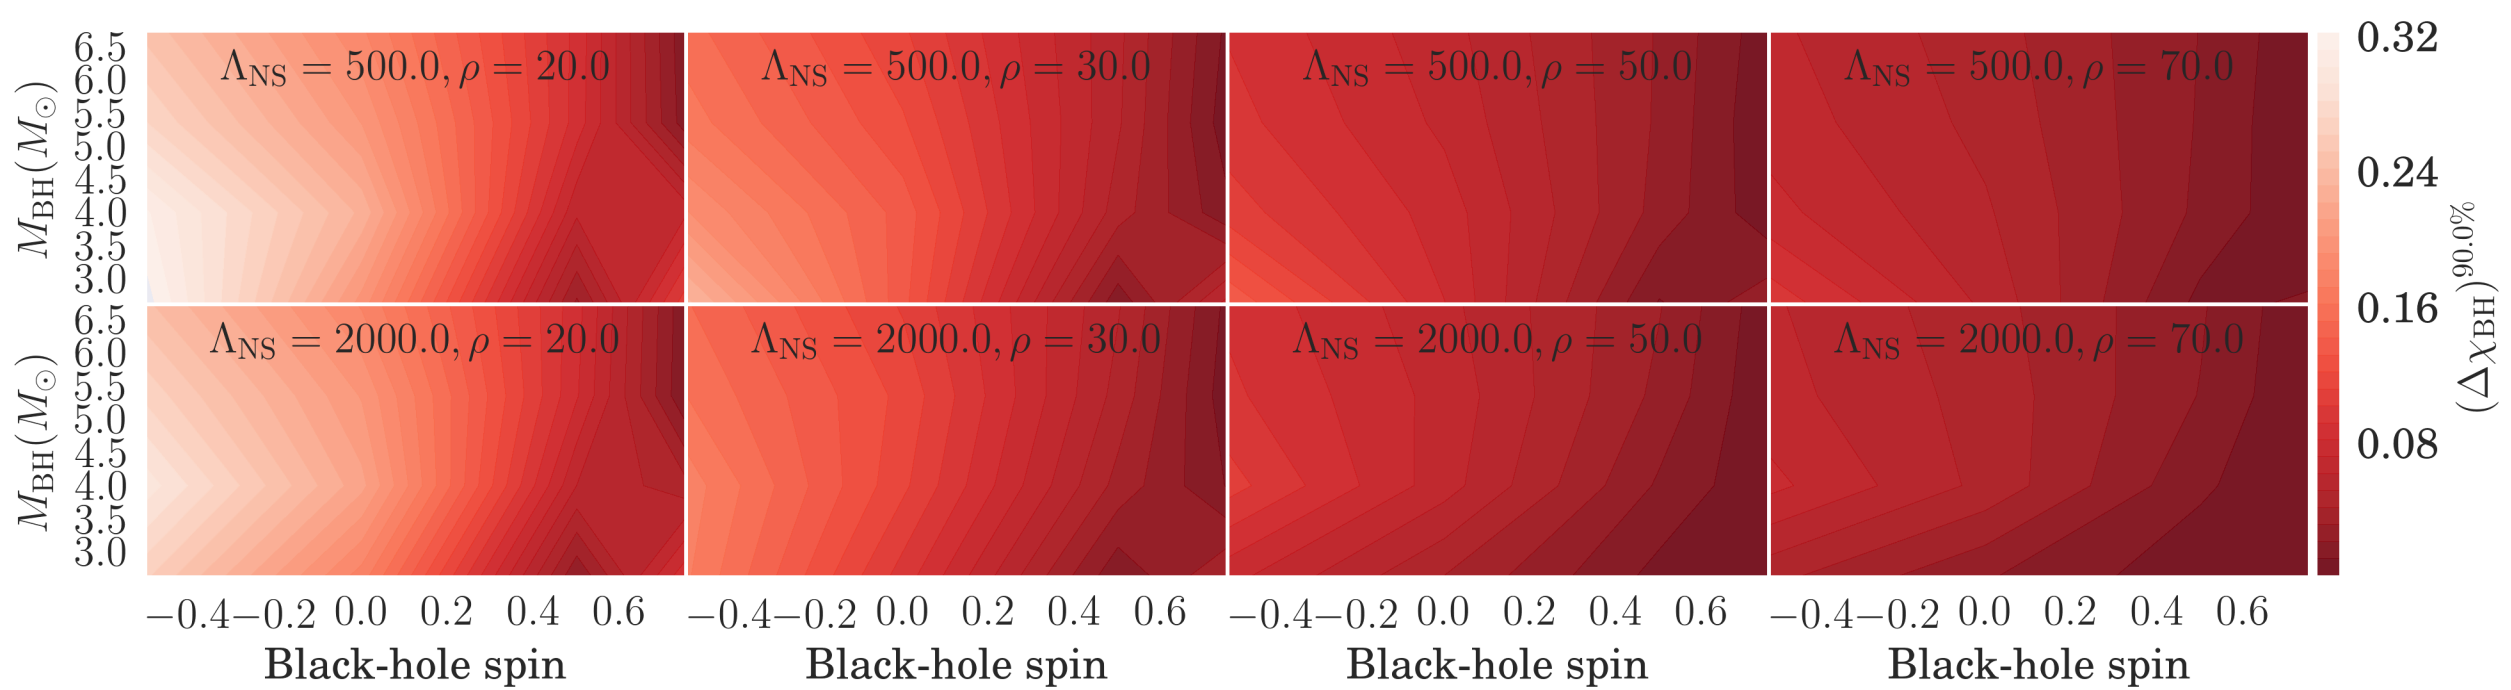 Λ_NS = 500.0, ρ = 20.0
Λ_NS = 500.0, ρ = 30.0
Λ_NS = 500.0, ρ = 50.0
Λ_NS = 500.0, ρ = 70.0
M_BH(M_⊙)
6.5
6.0
5.5
5.0
4.5
4.0
3.5
3.0
Λ_NS = 2000.0, ρ = 20.0
Λ_NS = 2000.0, ρ = 30.0
Λ_NS = 2000.0, ρ = 50.0
Λ_NS = 2000.0, ρ = 70.0
M_BH(M_⊙)
6.5
6.0
5.5
5.0
4.5
4.0
3.5
3.0
−0.4 −0.2 0.0 0.2 0.4 0.6
−0.4 −0.2 0.0 0.2 0.4 0.6
−0.4 −0.2 0.0 0.2 0.4 0.6
−0.4 −0.2 0.0 0.2 0.4 0.6
Black-hole spin
Black-hole spin
Black-hole spin
Black-hole spin
0.32
0.24
0.16
0.08
(Δχ_BH)^90.0%